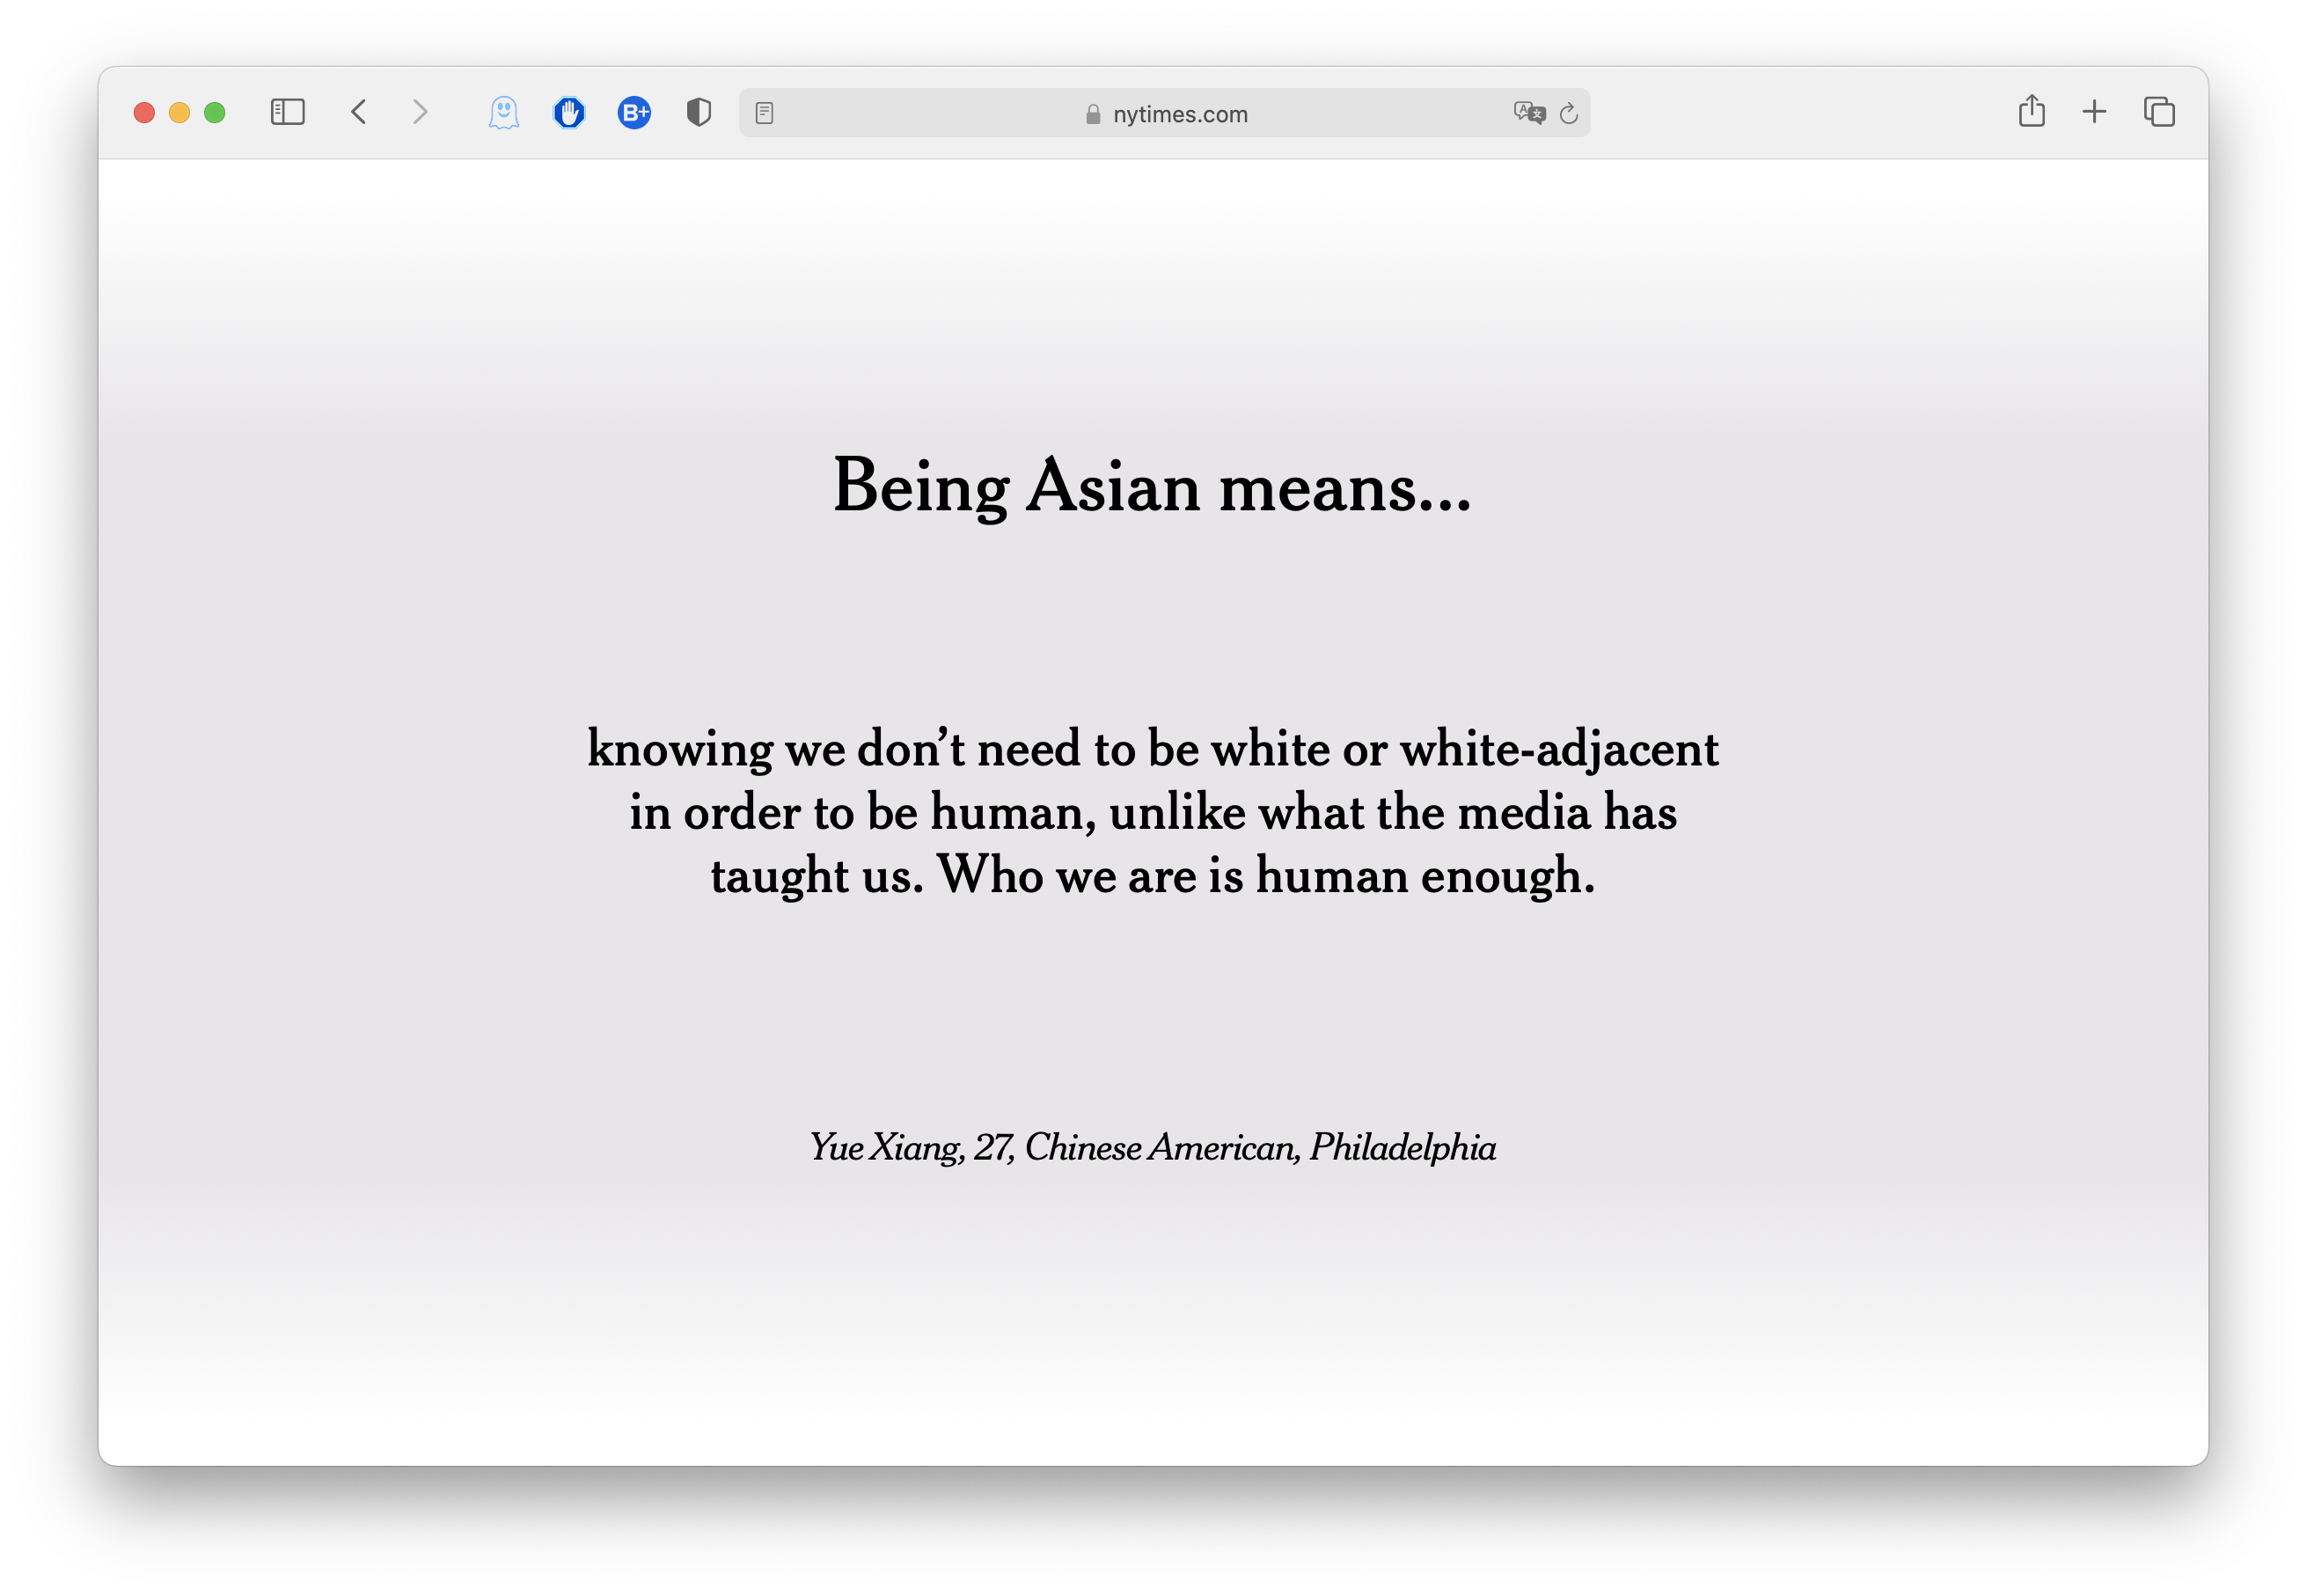 B+
nytimes.com
Being Asian means...
knowing we don’t need to be white or white-adjacent
in order to be human, unlike what the media has
taught us. Who we are is human enough.
Yue Xiang, 27, Chinese American, Philadelphia